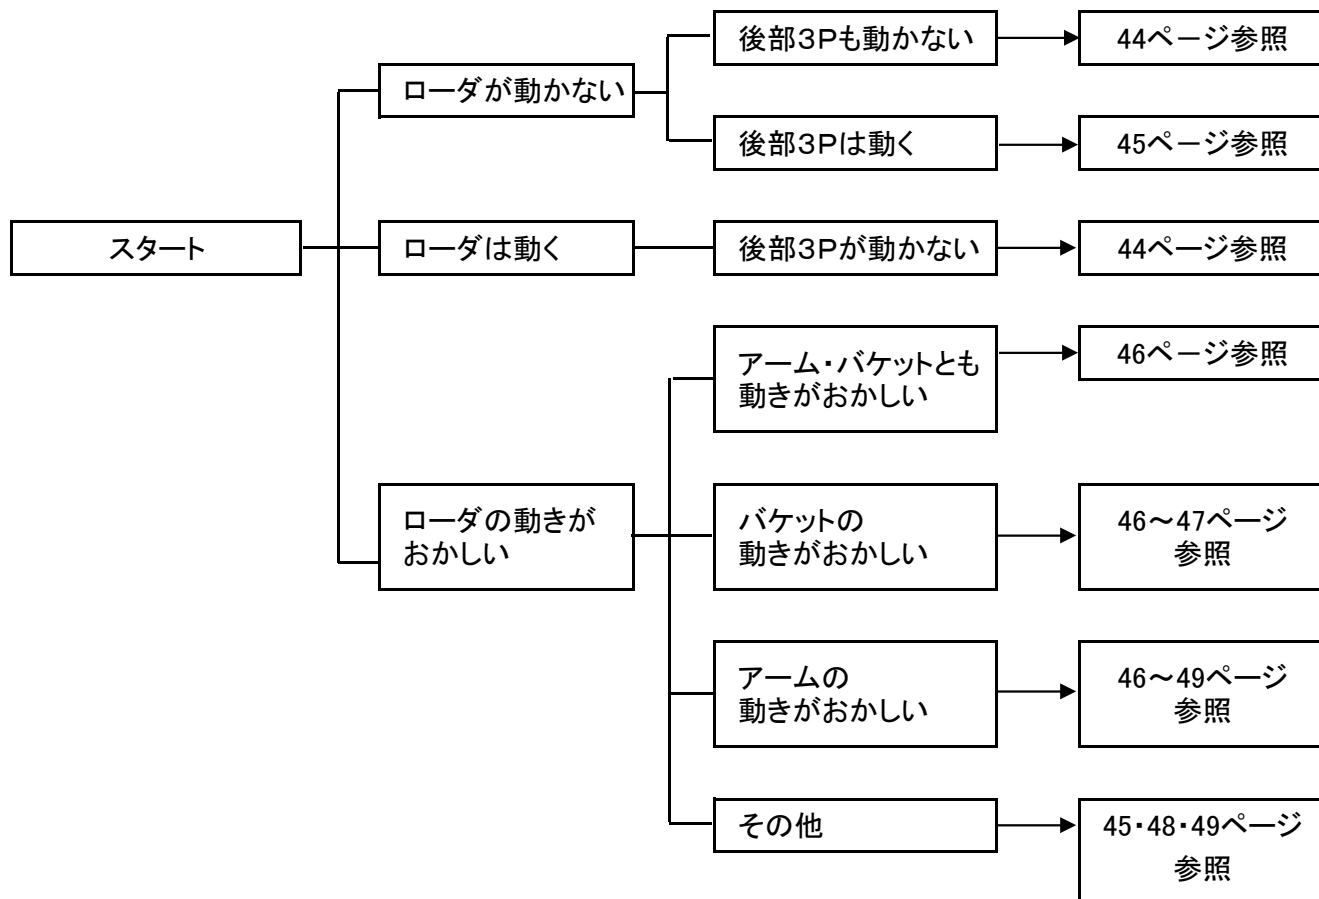 スタート
ローダが動かない
後部3Pも動かない
44ページ参照
後部3Pは動く
45ページ参照
ローダは動く
後部3Pが動かない
44ページ参照
ローダの動きが
おかしい
アーム・バケットとも
動きがおかしい
46ページ参照
バケットの
動きがおかしい
46～47ページ
参照
アームの
動きがおかしい
46～49ページ
参照
その他
45・48・49ページ
参照